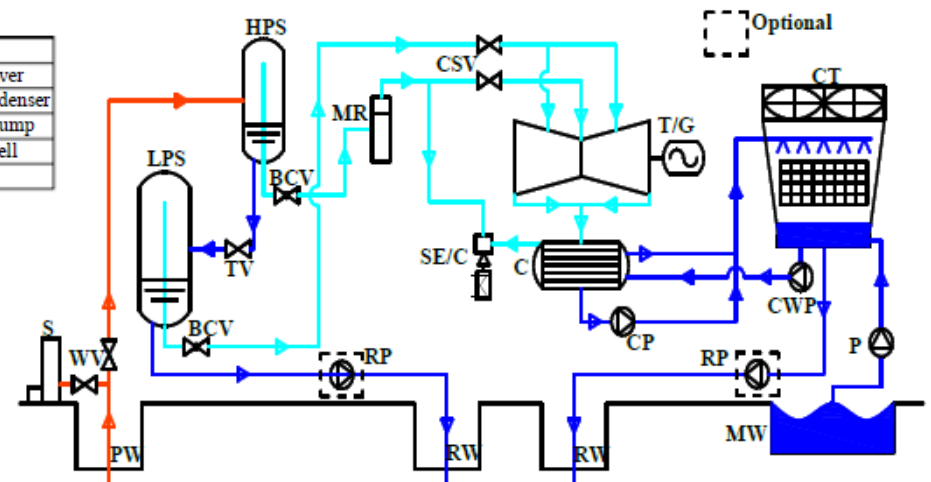 HPS
Optional
CSV
CT
ver
denser
ump
ell
MR
T/G
LPS
BCV
TV
SE/C
C
CWP
S
BCV
WV
RP
CP
RP
P
MW
PW
RW
RW